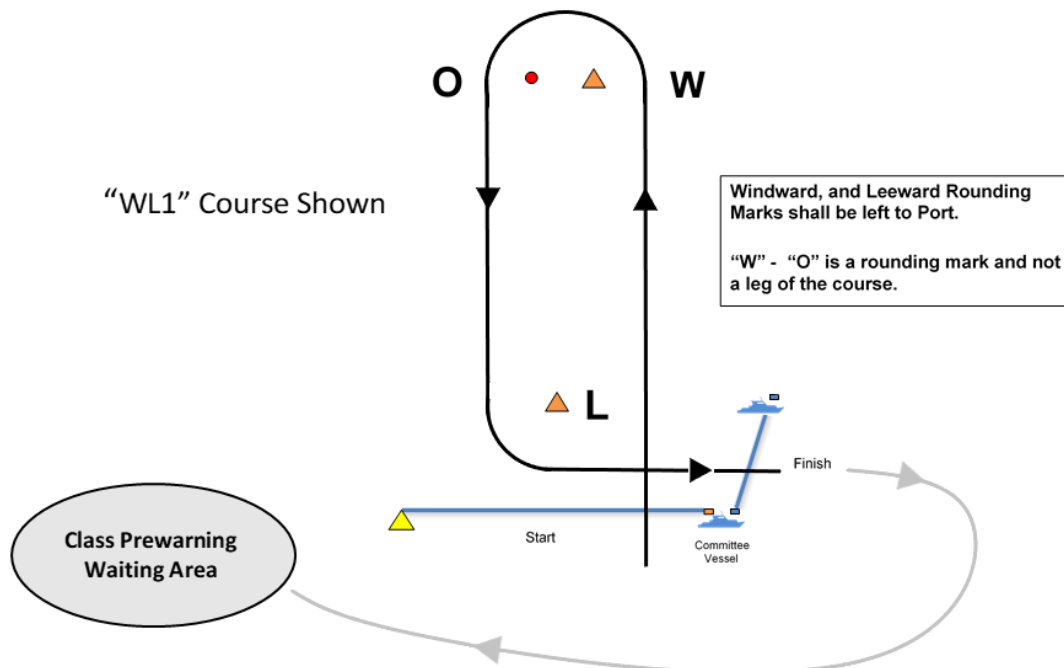 O
W
“WL1” Course Shown
Windward, and Leeward Rounding
Marks shall be left to Port.
“W” - “O” is a rounding mark and not
a leg of the course.
L
Finish
Start
Committee
Vessel
Class Prewarning
Waiting Area